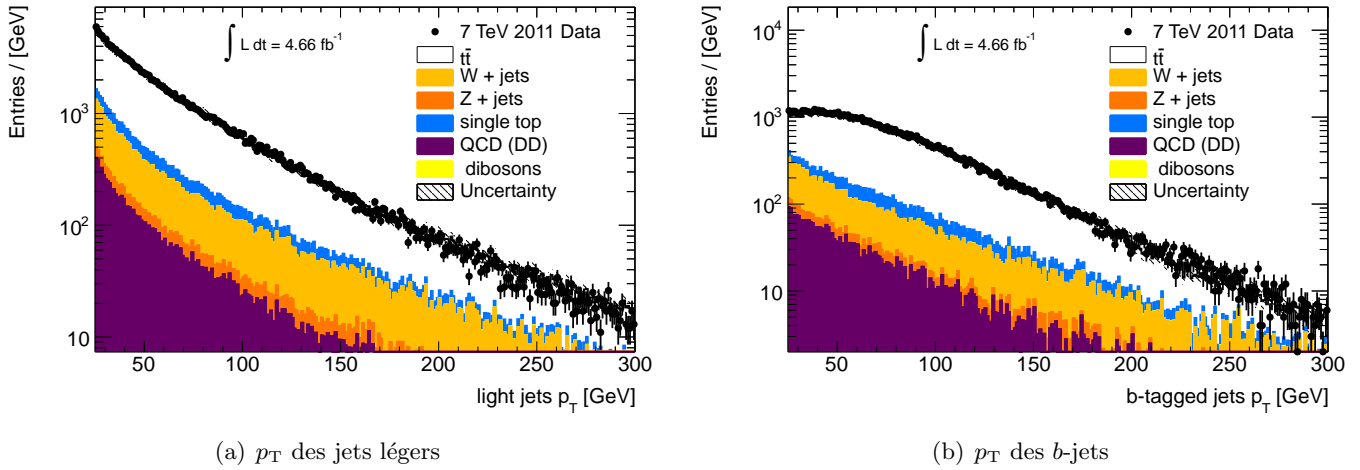 Entries / [GeV]
10³
10²
10
∫ L dt = 4.66 fb⁻¹
7 TeV 2011 Data
tt̄
W + jets
Z + jets
single top
QCD (DD)
dibosons
Uncertainty
50 100 150 200 250 300
light jets p_T [GeV]
(a) p_T des jets légers
Entries / [GeV]
10⁴
10³
10²
10
∫ L dt = 4.66 fb⁻¹
7 TeV 2011 Data
tt̄
W + jets
Z + jets
single top
QCD (DD)
dibosons
Uncertainty
50 100 150 200 250 300
b-tagged jets p_T [GeV]
(b) p_T des b-jets